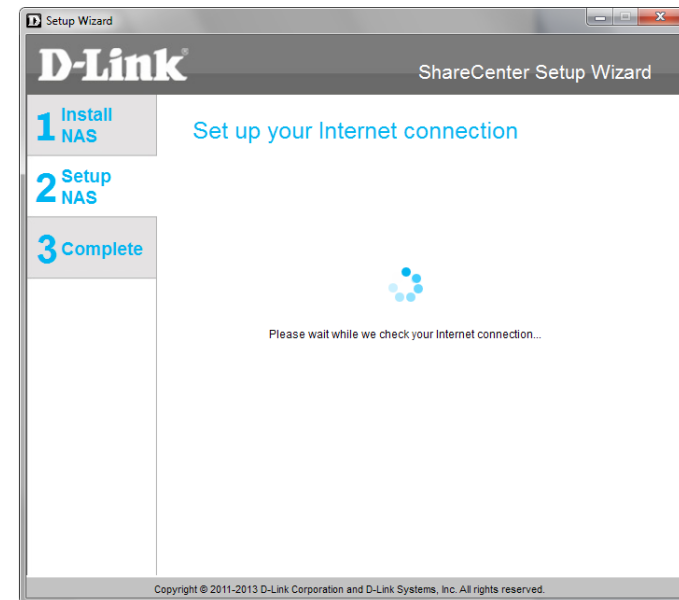 Setup Wizard
D-Link®
ShareCenter Setup Wizard
1 Install
NAS
2 Setup
NAS
3 Complete
Set up your Internet connection
Please wait while we check your Internet connection...
Copyright © 2011-2013 D-Link Corporation and D-Link Systems, Inc. All rights reserved.